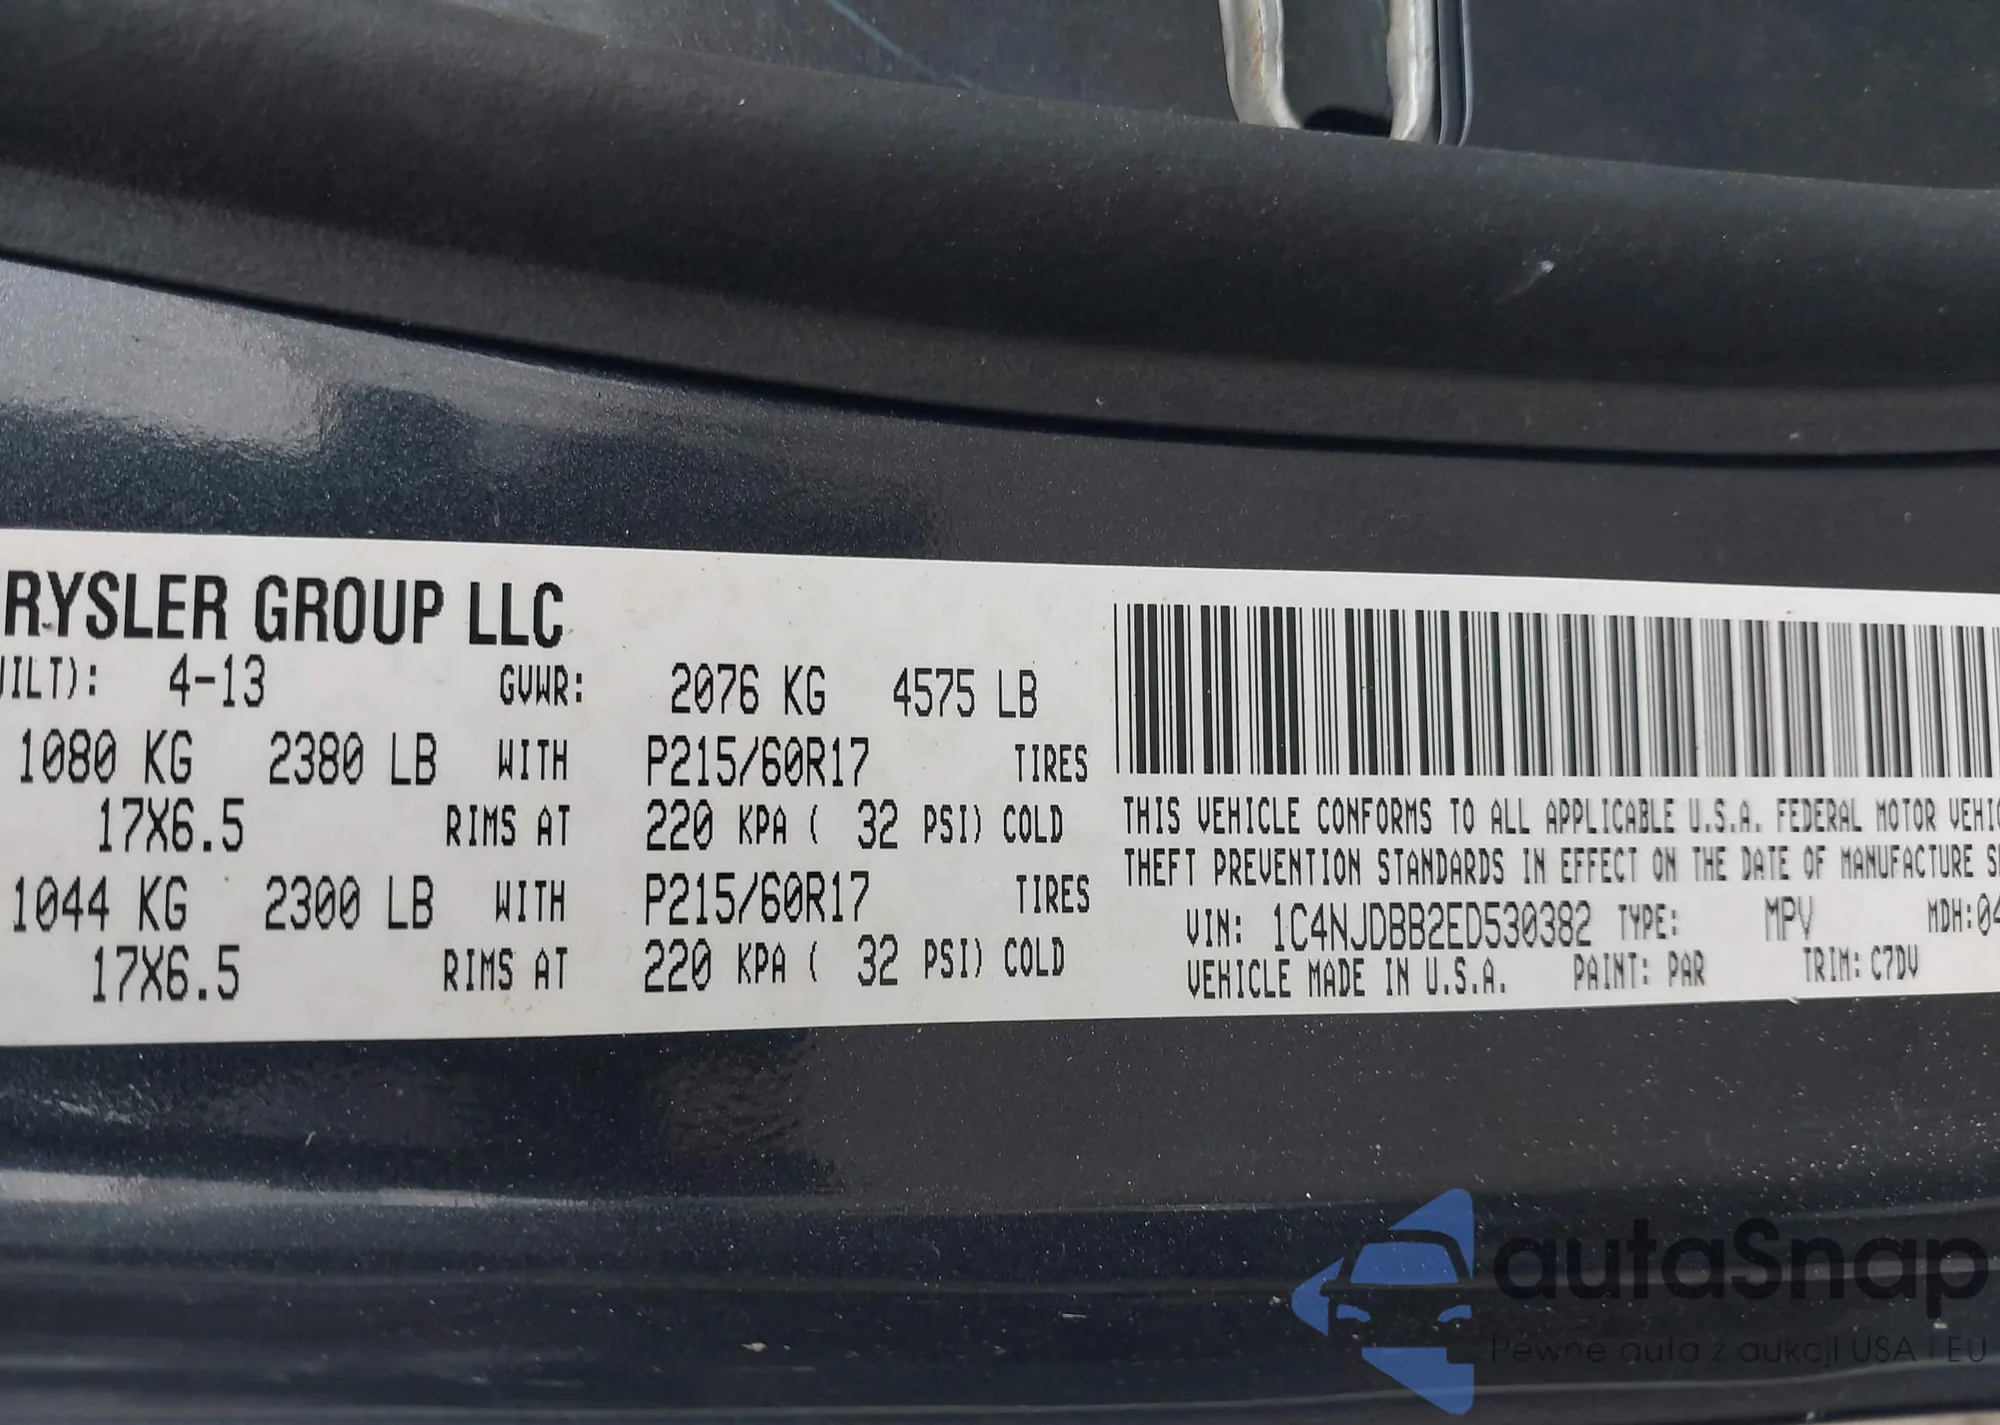 RYSLER GROUP LLC
UILT): 4-13 GVWR: 2076 KG 4575 LB
1080 KG 2380 LB WITH P215/60R17 TIRES
17X6.5 RIMS AT 220 KPA ( 32 PSI) COLD
1044 KG 2300 LB WITH P215/60R17 TIRES
17X6.5 RIMS AT 220 KPA ( 32 PSI) COLD
THIS VEHICLE CONFORMS TO ALL APPLICABLE U.S.A. FEDERAL MOTOR VEHIC
THEFT PREVENTION STANDARDS IN EFFECT ON THE DATE OF MANUFACTURE S
VIN: 1C4NJDBB2ED530382 TYPE: MPV MDH:04
VEHICLE MADE IN U.S.A. PAINT: PAR TRIM: C7DV
autaSnap
Pewne auta z aukcji USA i EU